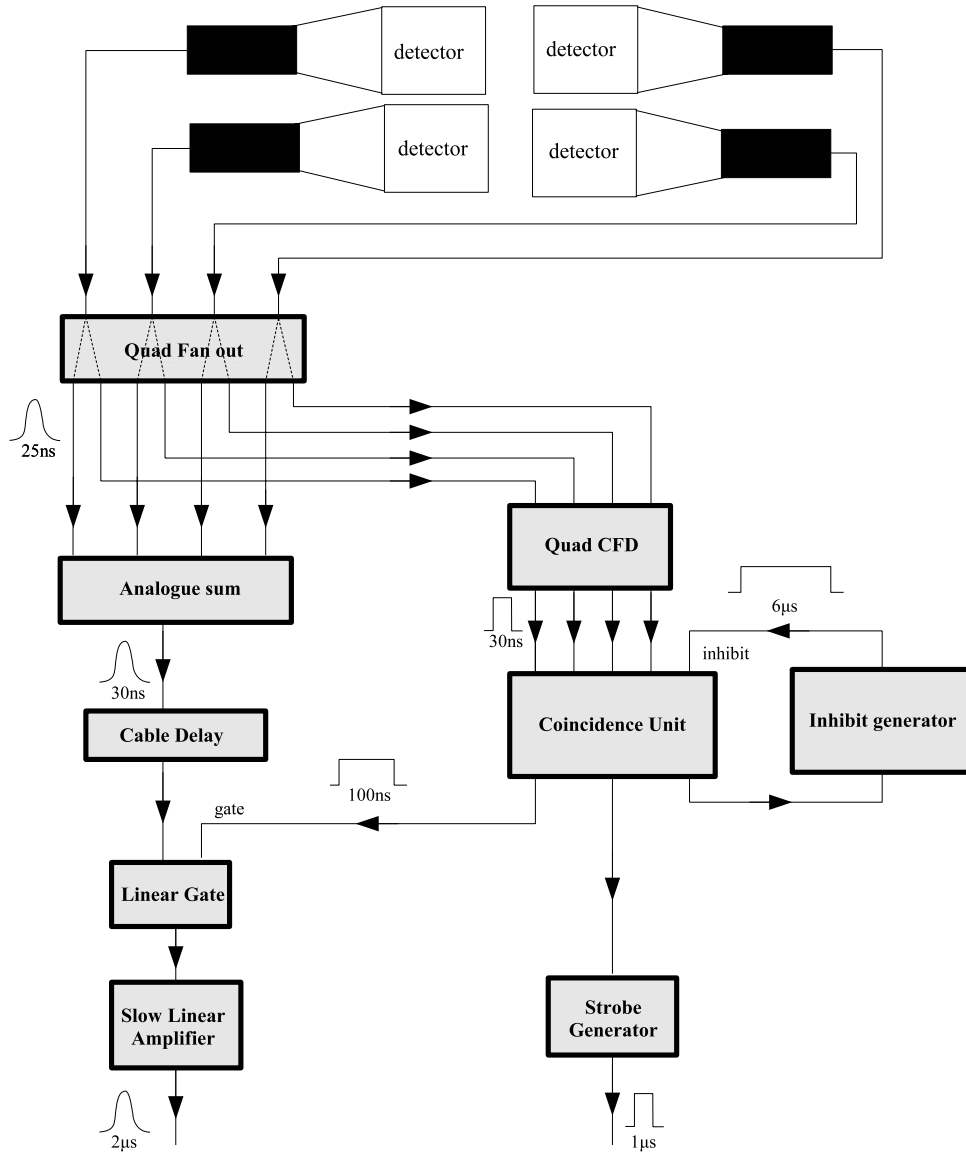 detector
detector
detector
detector
Quad Fan out
25ns
Quad CFD
Analogue sum
6μs
30ns
inhibit
30ns
Coincidence Unit
Inhibit generator
Cable Delay
100ns
gate
Linear Gate
Slow Linear
Amplifier
Strobe
Generator
2μs
1μs